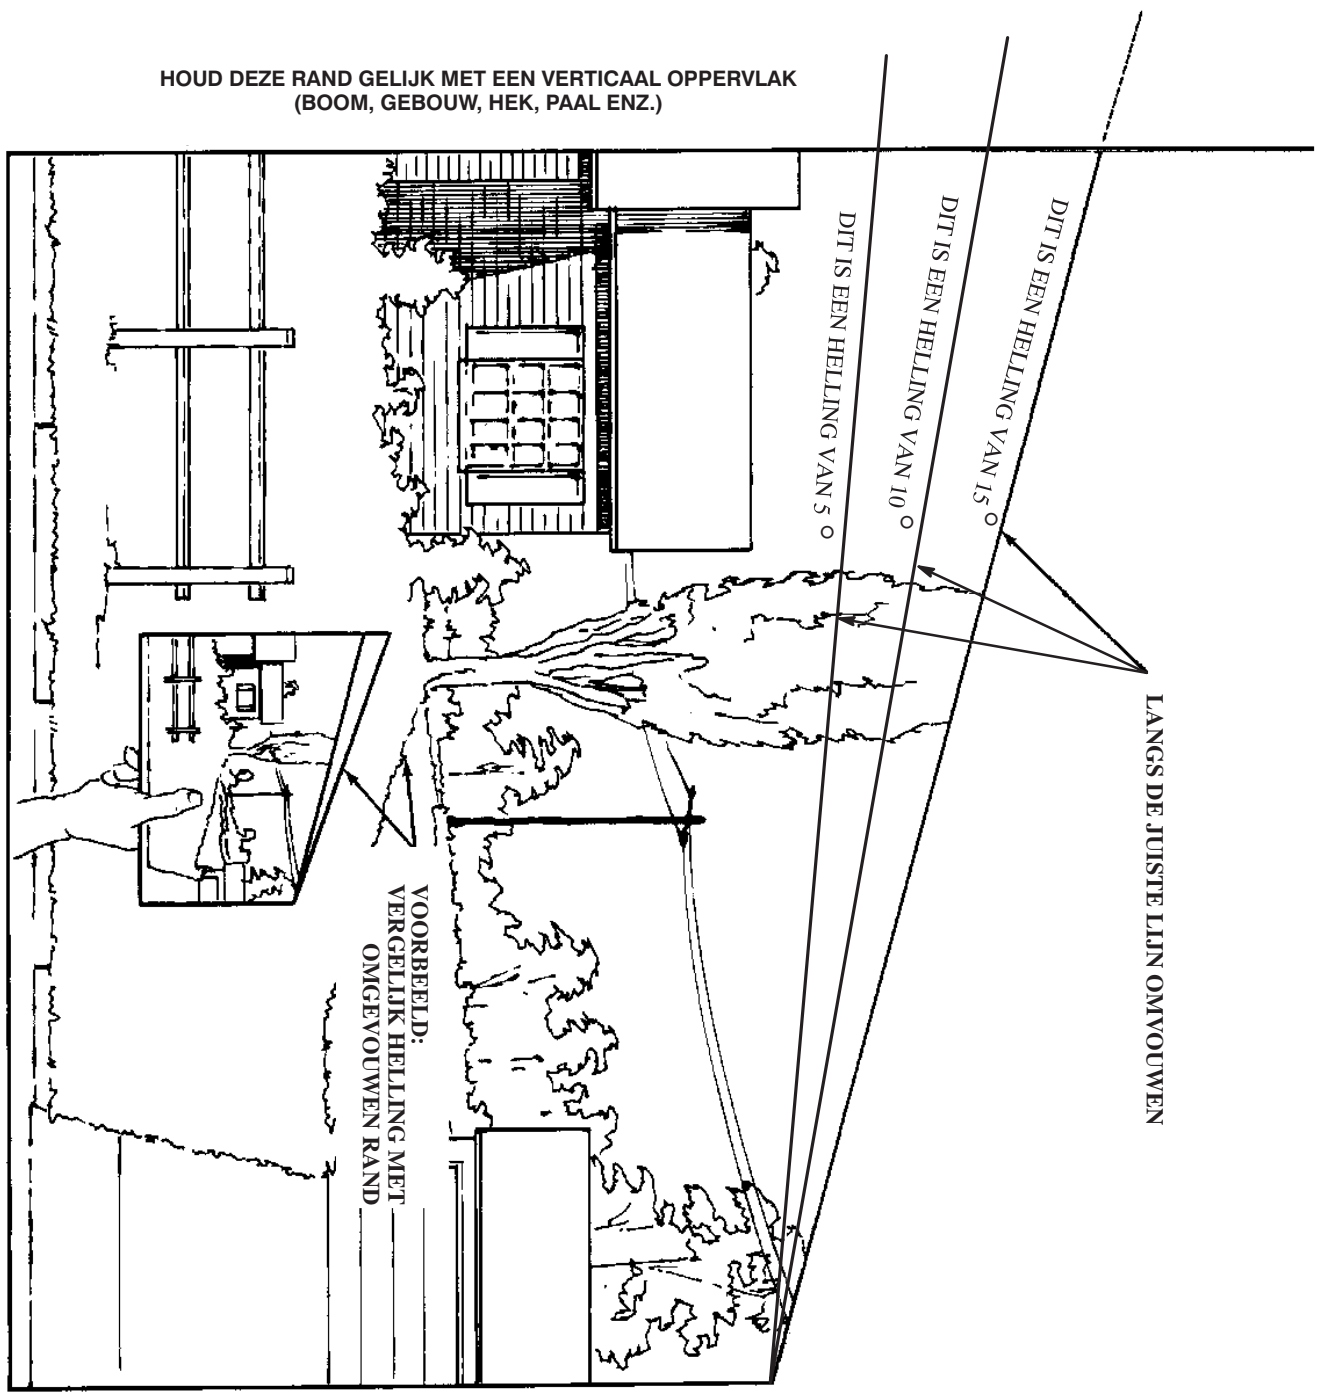 HOUD DEZE RAND GELIJK MET EEN VERTICAAL OPPERVLAK
(BOOM, GEBOUW, HEK, PAAL ENZ.)
DIT IS EEN HELLING VAN 15°
DIT IS EEN HELLING VAN 10°
DIT IS EEN HELLING VAN 5°
LANGS DE JUISTE LIJN OMVOUWEN
VOORBEELD:
VERGELIJK HELLING MET
OMGEVOUWEN RAND